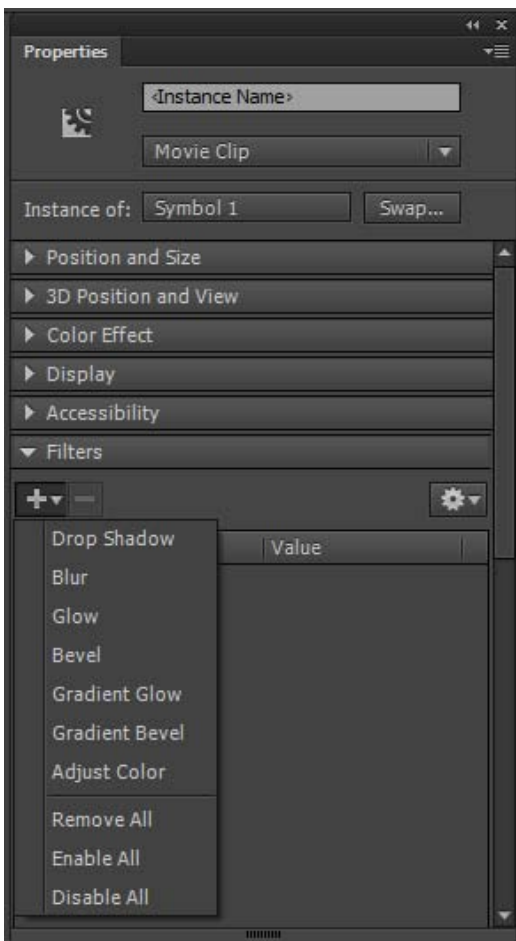 Properties
<Instance Name>
Movie Clip
Instance of: Symbol 1 Swap...
Position and Size
3D Position and View
Color Effect
Display
Accessibility
Filters
Value
Drop Shadow
Blur
Glow
Bevel
Gradient Glow
Gradient Bevel
Adjust Color
Remove All
Enable All
Disable All